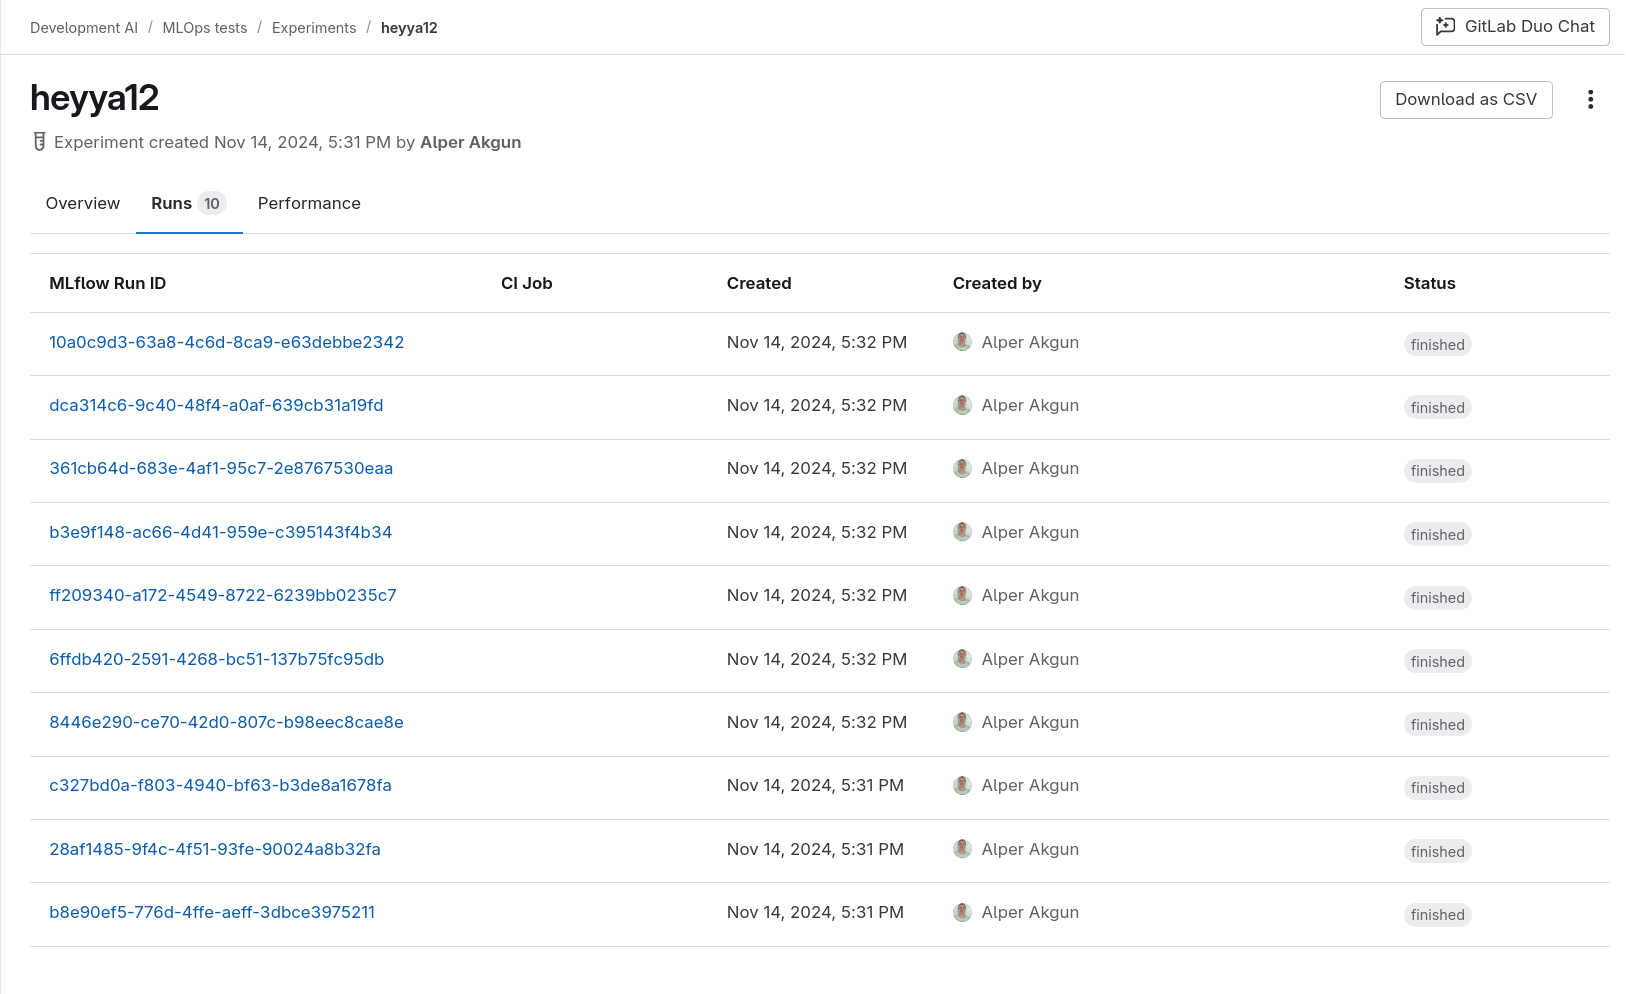 Development AI / MLOps tests / Experiments / heyya12
GitLab Duo Chat
heyya12
Download as CSV
Experiment created Nov 14, 2024, 5:31 PM by Alper Akgun
Overview Runs 10 Performance
MLflow Run ID CI Job Created Created by Status
10a0c9d3-63a8-4c6d-8ca9-e63debbe2342 Nov 14, 2024, 5:32 PM Alper Akgun finished
dca314c6-9c40-48f4-a0af-639cb31a19fd Nov 14, 2024, 5:32 PM Alper Akgun finished
361cb64d-683e-4af1-95c7-2e8767530eaa Nov 14, 2024, 5:32 PM Alper Akgun finished
b3e9f148-ac66-4d41-959e-c395143f4b34 Nov 14, 2024, 5:32 PM Alper Akgun finished
ff209340-a172-4549-8722-6239bb0235c7 Nov 14, 2024, 5:32 PM Alper Akgun finished
6ffdb420-2591-4268-bc51-137b75fc95db Nov 14, 2024, 5:32 PM Alper Akgun finished
8446e290-ce70-42d0-807c-b98eec8cae8e Nov 14, 2024, 5:32 PM Alper Akgun finished
c327bd0a-f803-4940-bf63-b3de8a1678fa Nov 14, 2024, 5:31 PM Alper Akgun finished
28af1485-9f4c-4f51-93fe-90024a8b32fa Nov 14, 2024, 5:31 PM Alper Akgun finished
b8e90ef5-776d-4ffe-aeff-3dbce3975211 Nov 14, 2024, 5:31 PM Alper Akgun finished